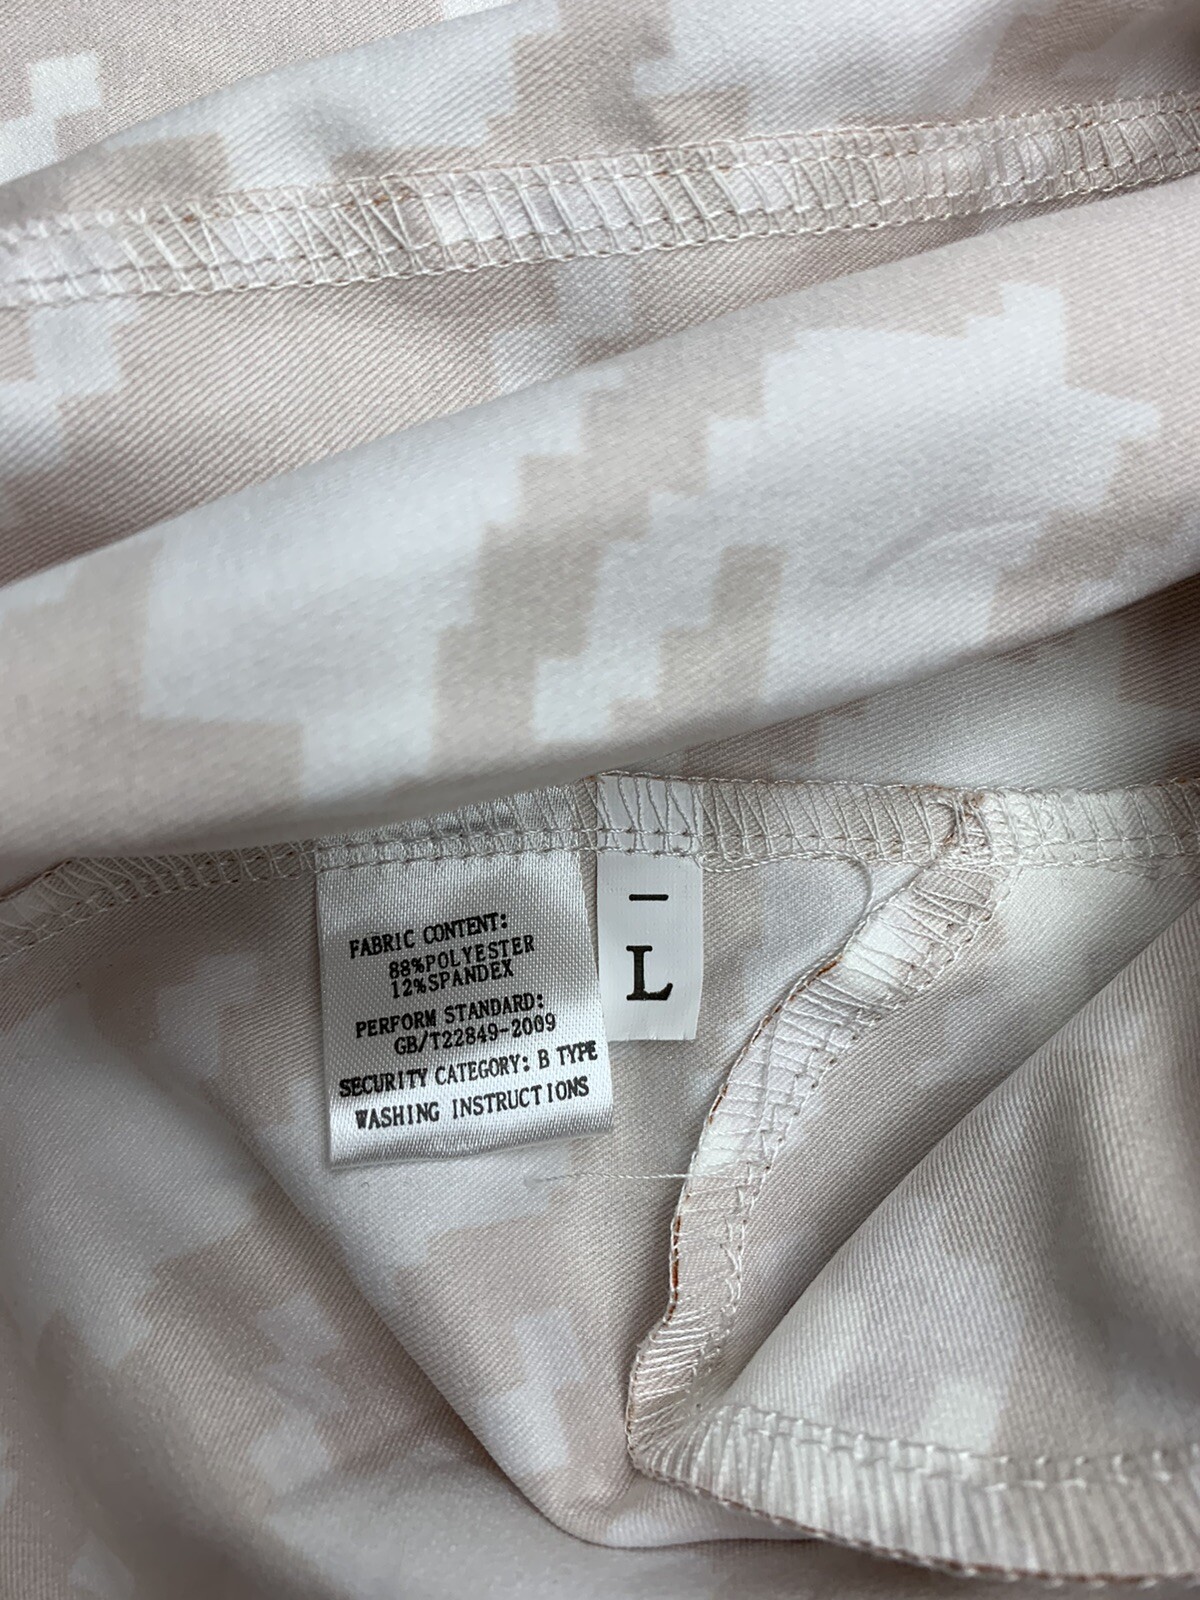 FABRIC CONTENT:
88%POLYESTER
12%SPANDEX
PERFORM STANDARD:
GB/T22849-2009
SECURITY CATEGORY: B TYPE
WASHING INSTRUCTIONS
L